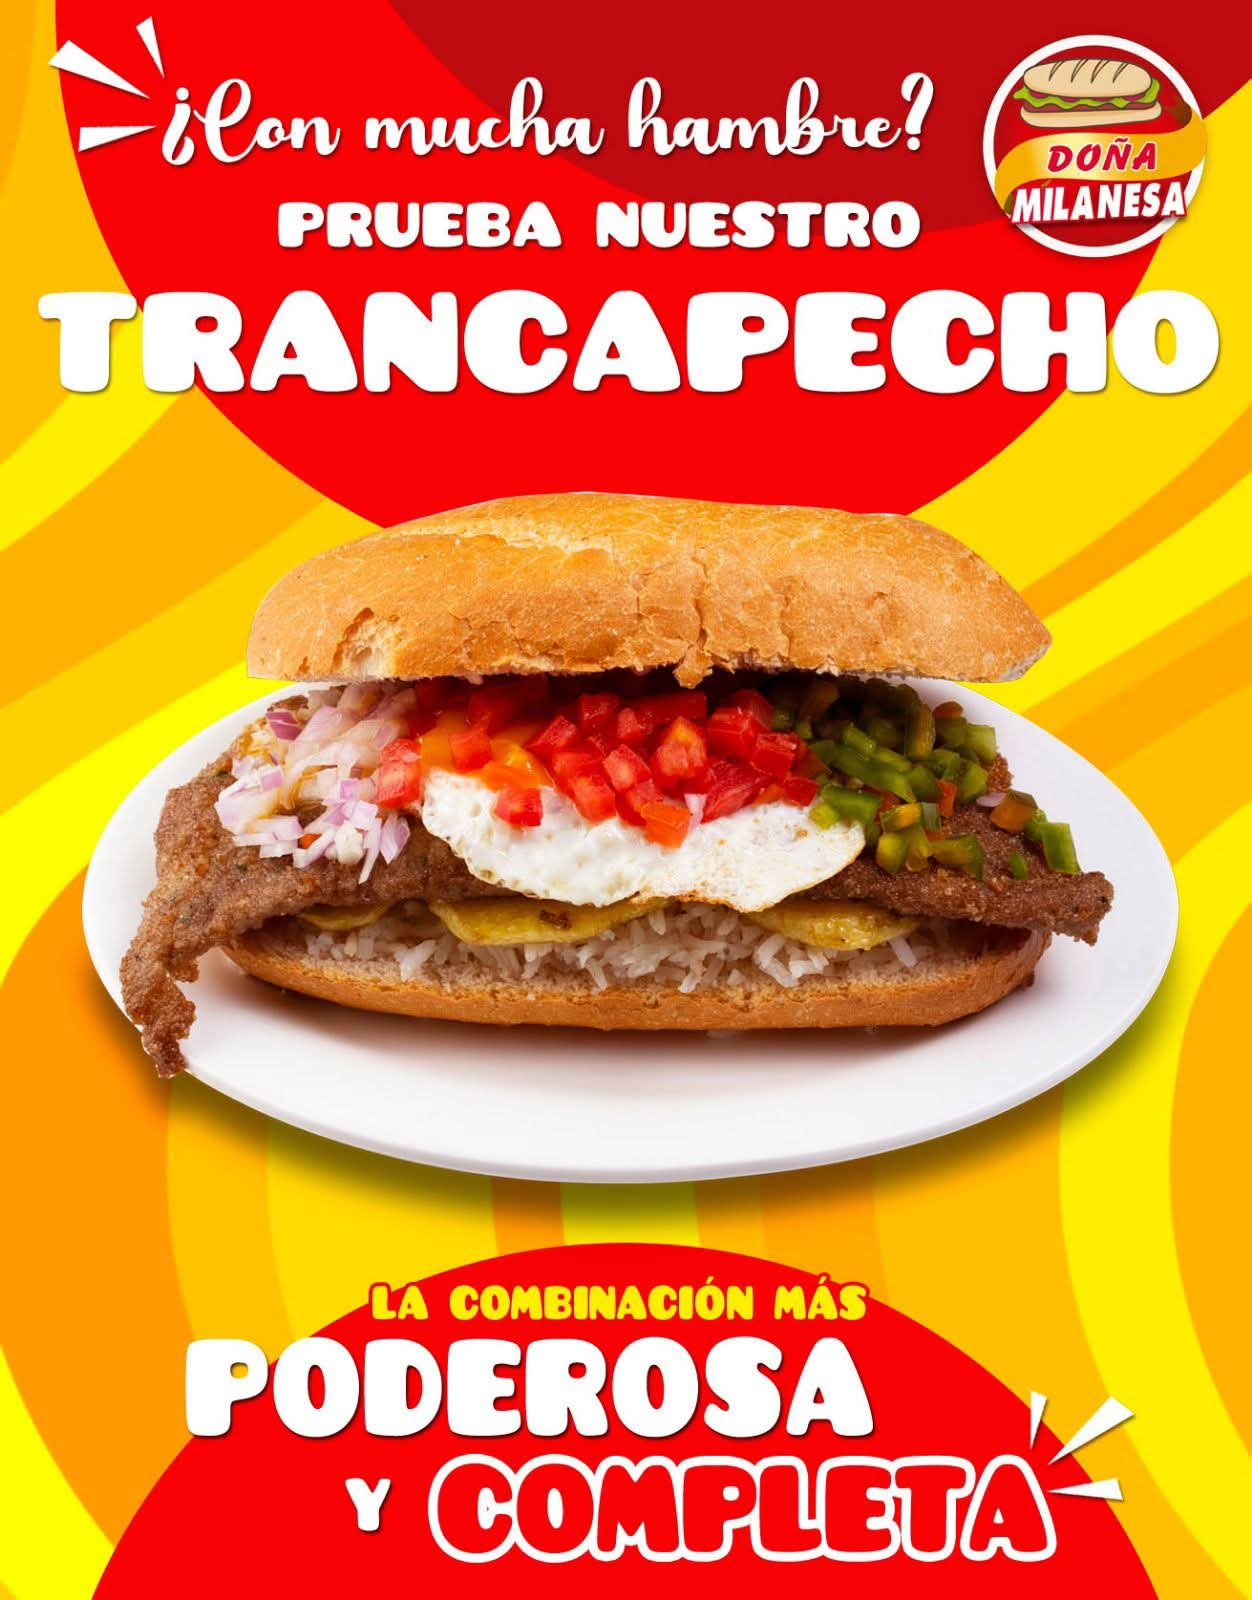 ¿Con mucha hambre?
DOÑA
MILANESA
PRUEBA NUESTRO
TRANCAPECHO
LA COMBINACIÓN MÁS
PODEROSA
Y COMPLETA